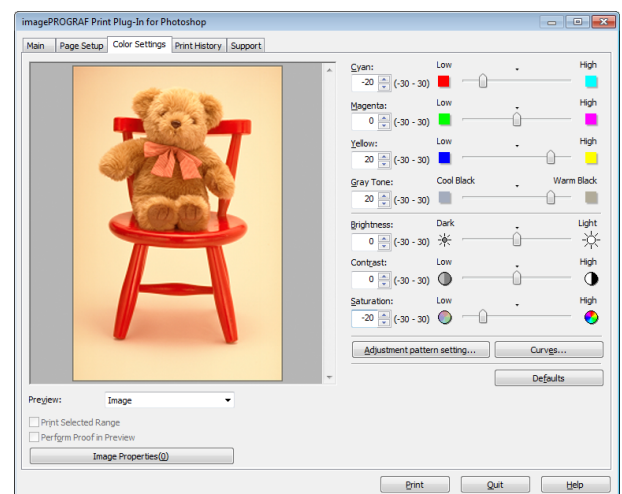 imagePROGRAF Print Plug-In for Photoshop
Main Page Setup Color Settings Print History Support
Cyan: Low High
-20 (-30 - 30)
Magenta: Low High
0 (-30 - 30)
Yellow: Low High
20 (-30 - 30)
Gray Tone: Cool Black Warm Black
20 (-30 - 30)
Brightness: Dark Light
0 (-30 - 30)
Contrast: Low High
0 (-30 - 30)
Saturation: Low High
-20 (-30 - 30)
Adjustment pattern setting... Curves...
Defaults
Preview: Image
Print Selected Range
Perform Proof in Preview
Image Properties(0)
Print Quit Help